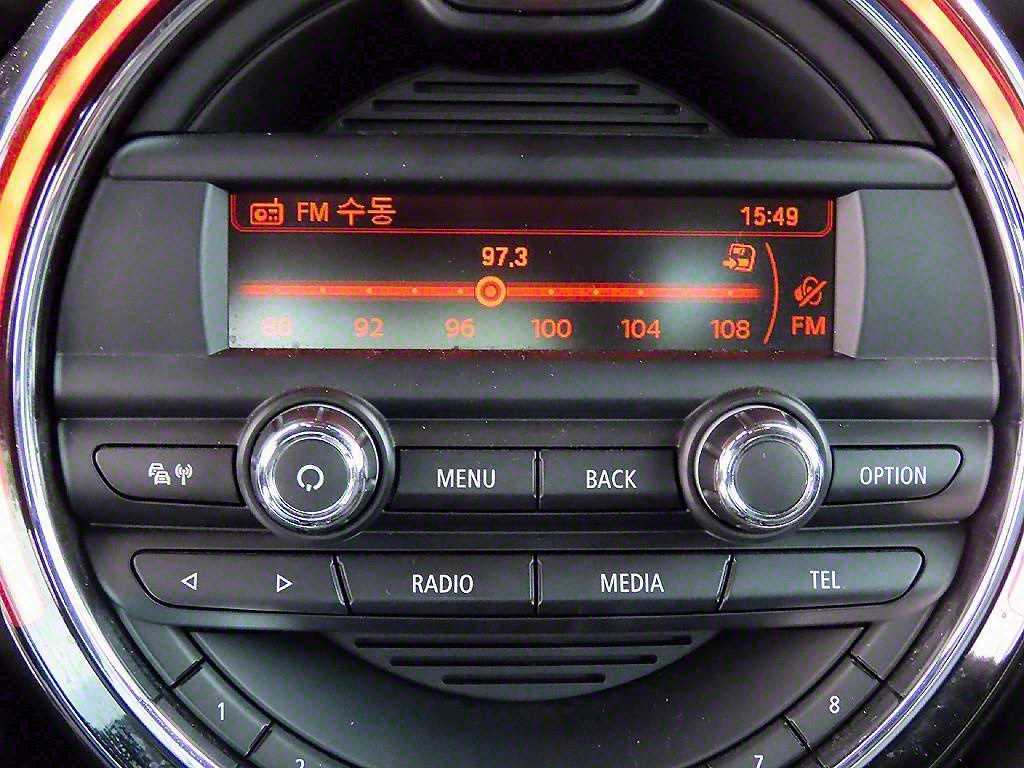 FM 수동 15:49
97.3
88 92 96 100 104 108 FM
MENU BACK OPTION
RADIO MEDIA TEL
1 8
2 7